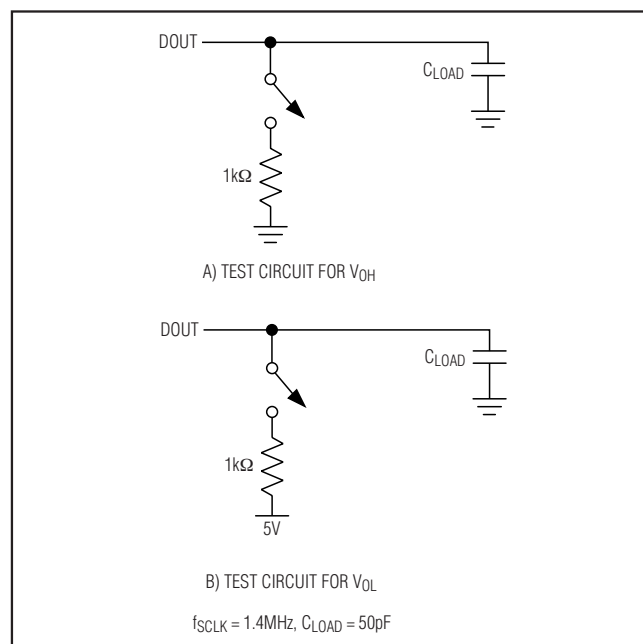 DOUT
CLOAD
1kΩ
A) TEST CIRCUIT FOR VOH
DOUT
CLOAD
1kΩ
5V
B) TEST CIRCUIT FOR VOL
fSCLK = 1.4MHz, CLOAD = 50pF